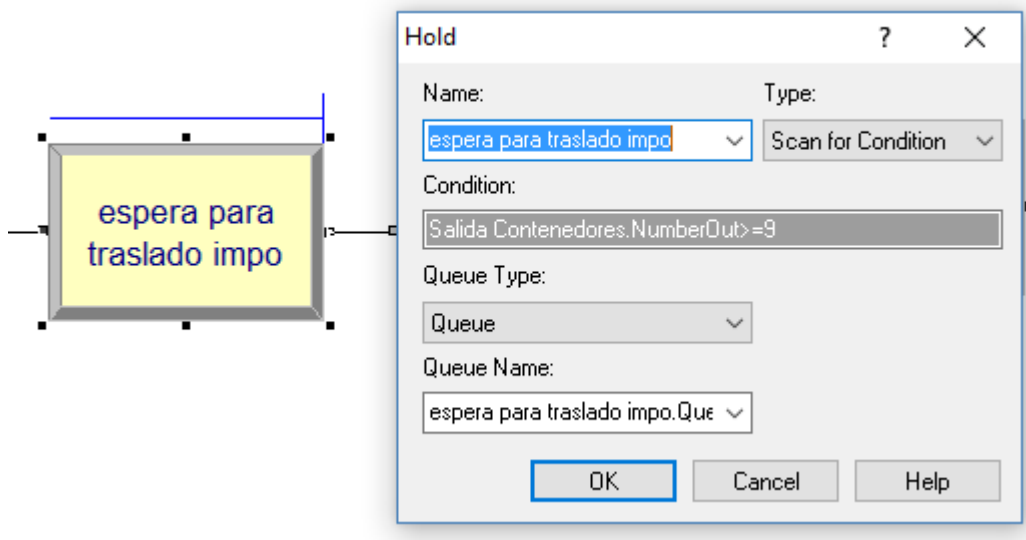 Hold
?
Name:
Type:
espera para traslado impo
Scan for Condition
Condition:
Salida Contenedores.NumberOut>=9
Queue Type:
Queue
Queue Name:
espera para traslado impo.Que
OK
Cancel
Help
espera para
traslado impo